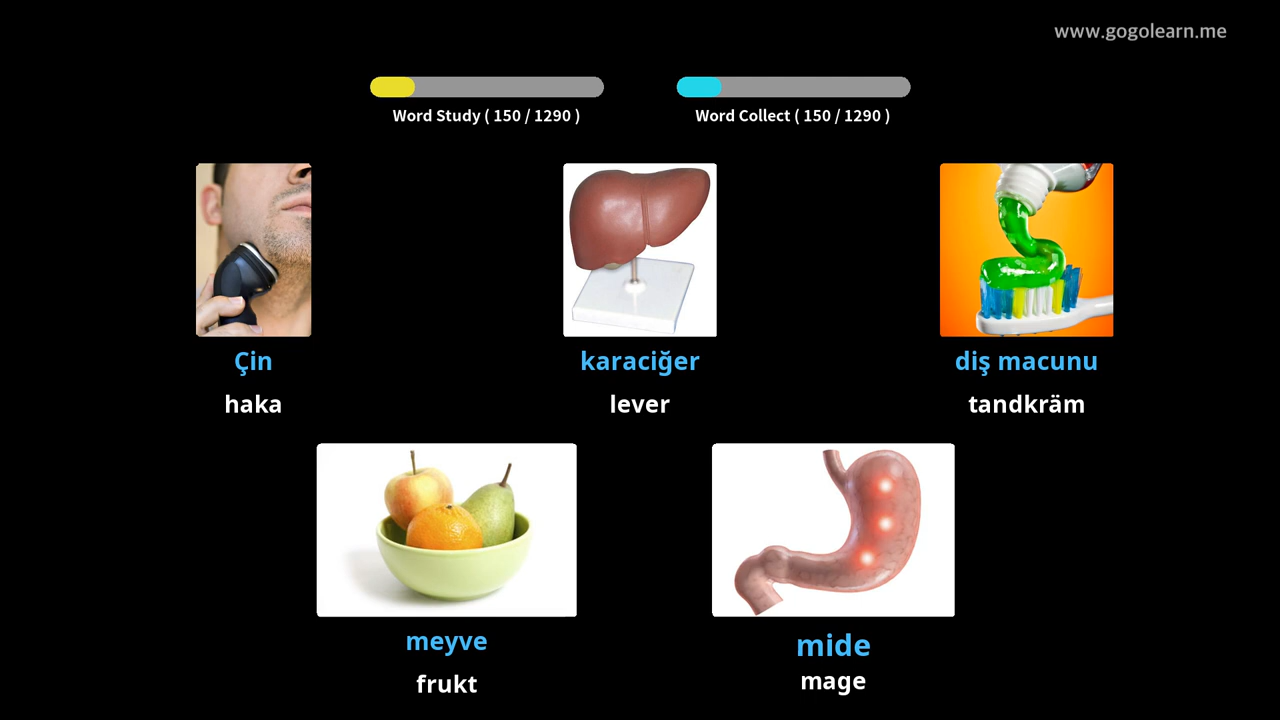 www.gogolearn.me
Word Study ( 150 / 1290 )
Word Collect ( 150 / 1290 )
Çin
karaciğer
diş macunu
haka
lever
tandkräm
meyve
mide
frukt
mage